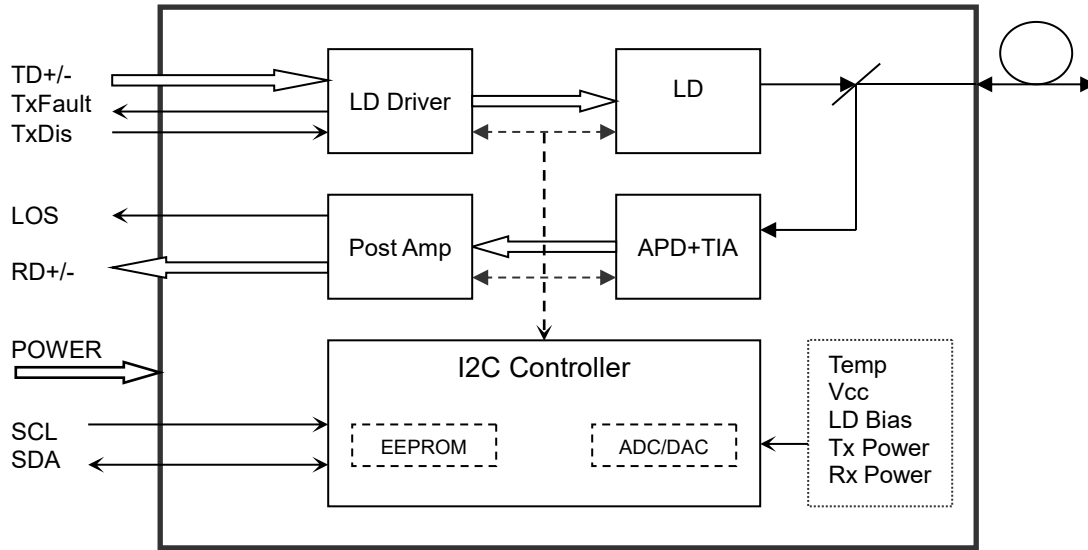 TD+/-
TxFault
TxDis
LD Driver
LD
LOS
RD+/-
Post Amp
APD+TIA
POWER
SCL
SDA
I2C Controller
EEPROM
ADC/DAC
Temp
Vcc
LD Bias
Tx Power
Rx Power